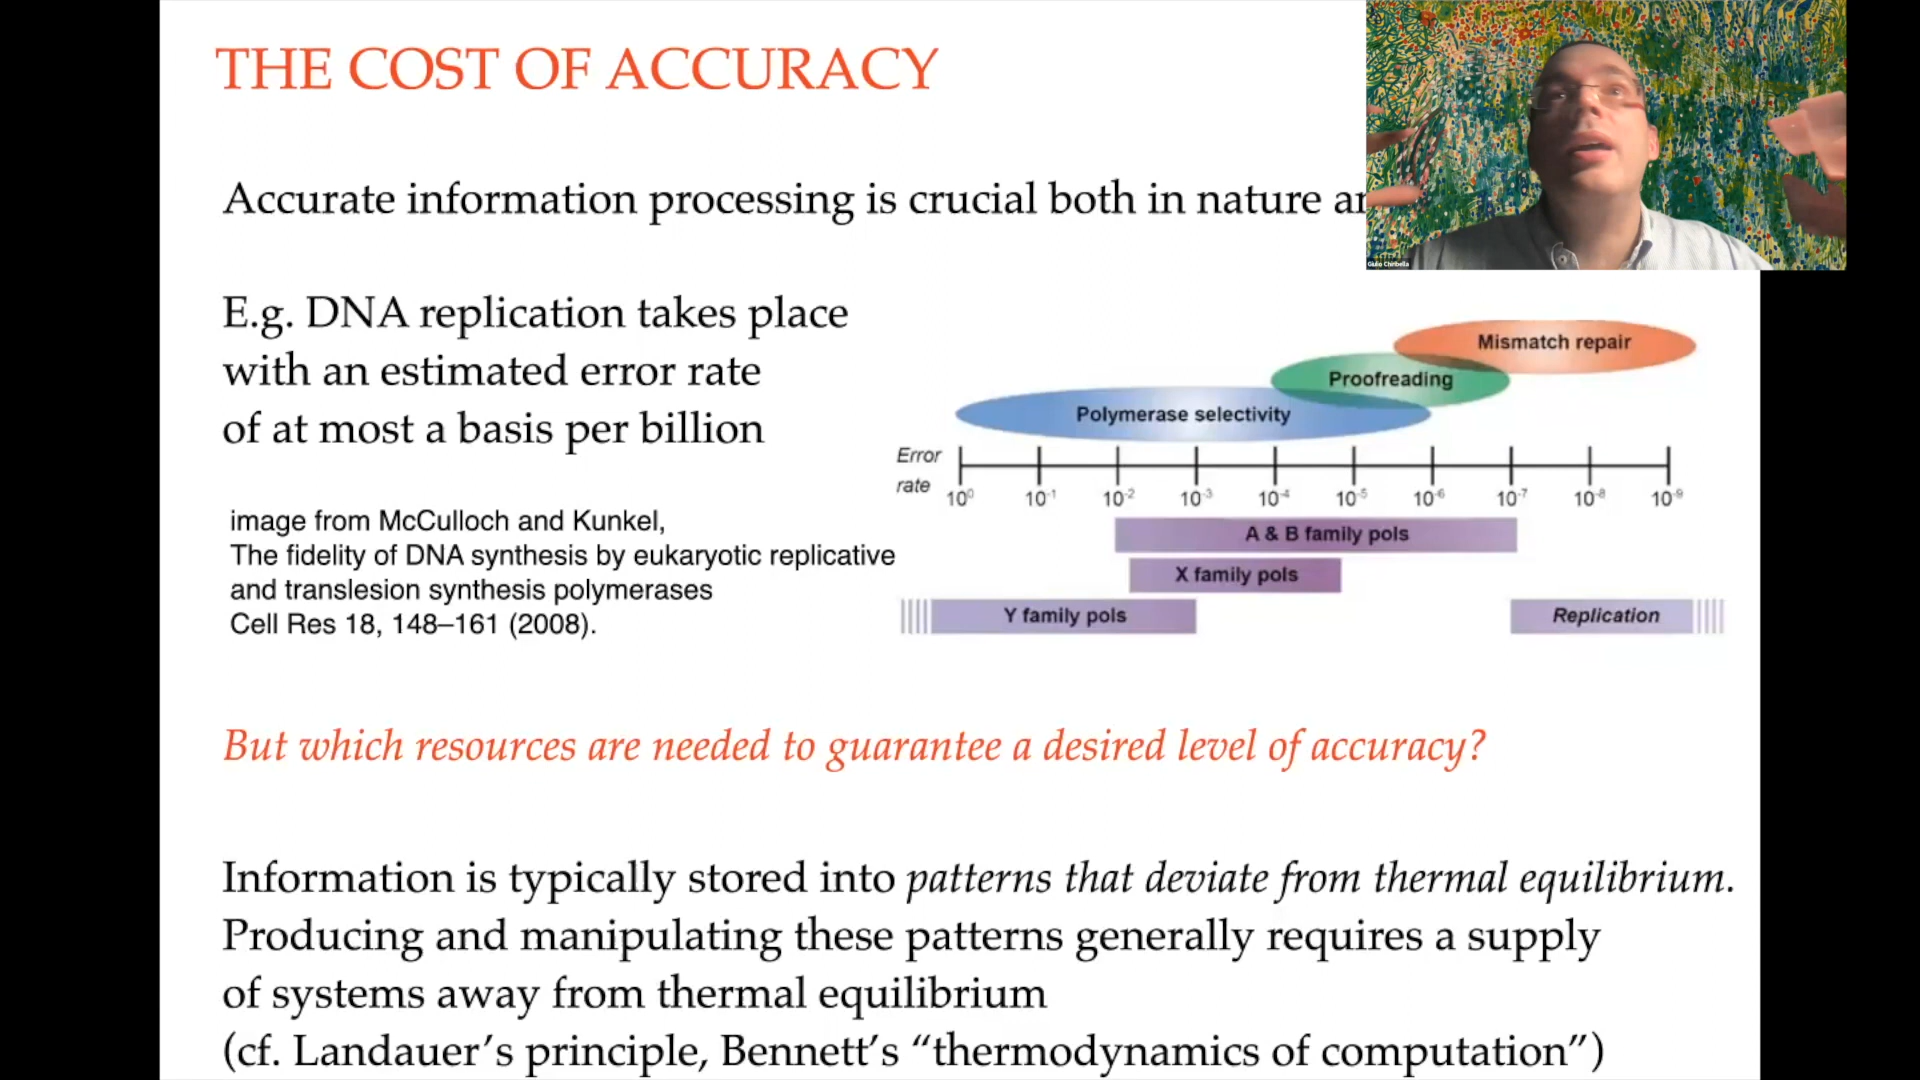 THE COST OF ACCURACY
Accurate information processing is crucial both in nature
Giulio Chiribella
E.g. DNA replication takes place
with an estimated error rate
of at most a basis per billion
image from McCulloch and Kunkel,
The fidelity of DNA synthesis by eukaryotic replicative
and translesion synthesis polymerases
Cell Res 18, 148–161 (2008).
Mismatch repair
Proofreading
Polymerase selectivity
Error
rate
10⁰ 10⁻¹ 10⁻² 10⁻³ 10⁻⁴ 10⁻⁵ 10⁻⁶ 10⁻⁷ 10⁻⁸ 10⁻⁹
A & B family pols
X family pols
Y family pols
Replication
But which resources are needed to guarantee a desired level of accuracy?
Information is typically stored into patterns that deviate from thermal equilibrium.
Producing and manipulating these patterns generally requires a supply
of systems away from thermal equilibrium
(cf. Landauer’s principle, Bennett’s “thermodynamics of computation”)